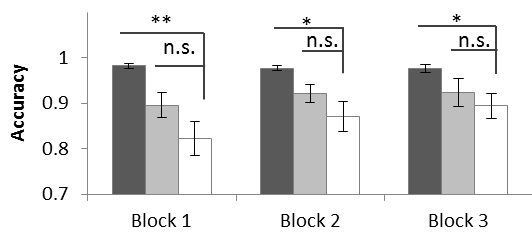 ** * *
n.s. n.s. n.s.
1
0.9
0.8
0.7
Accuracy
Block 1 Block 2 Block 3